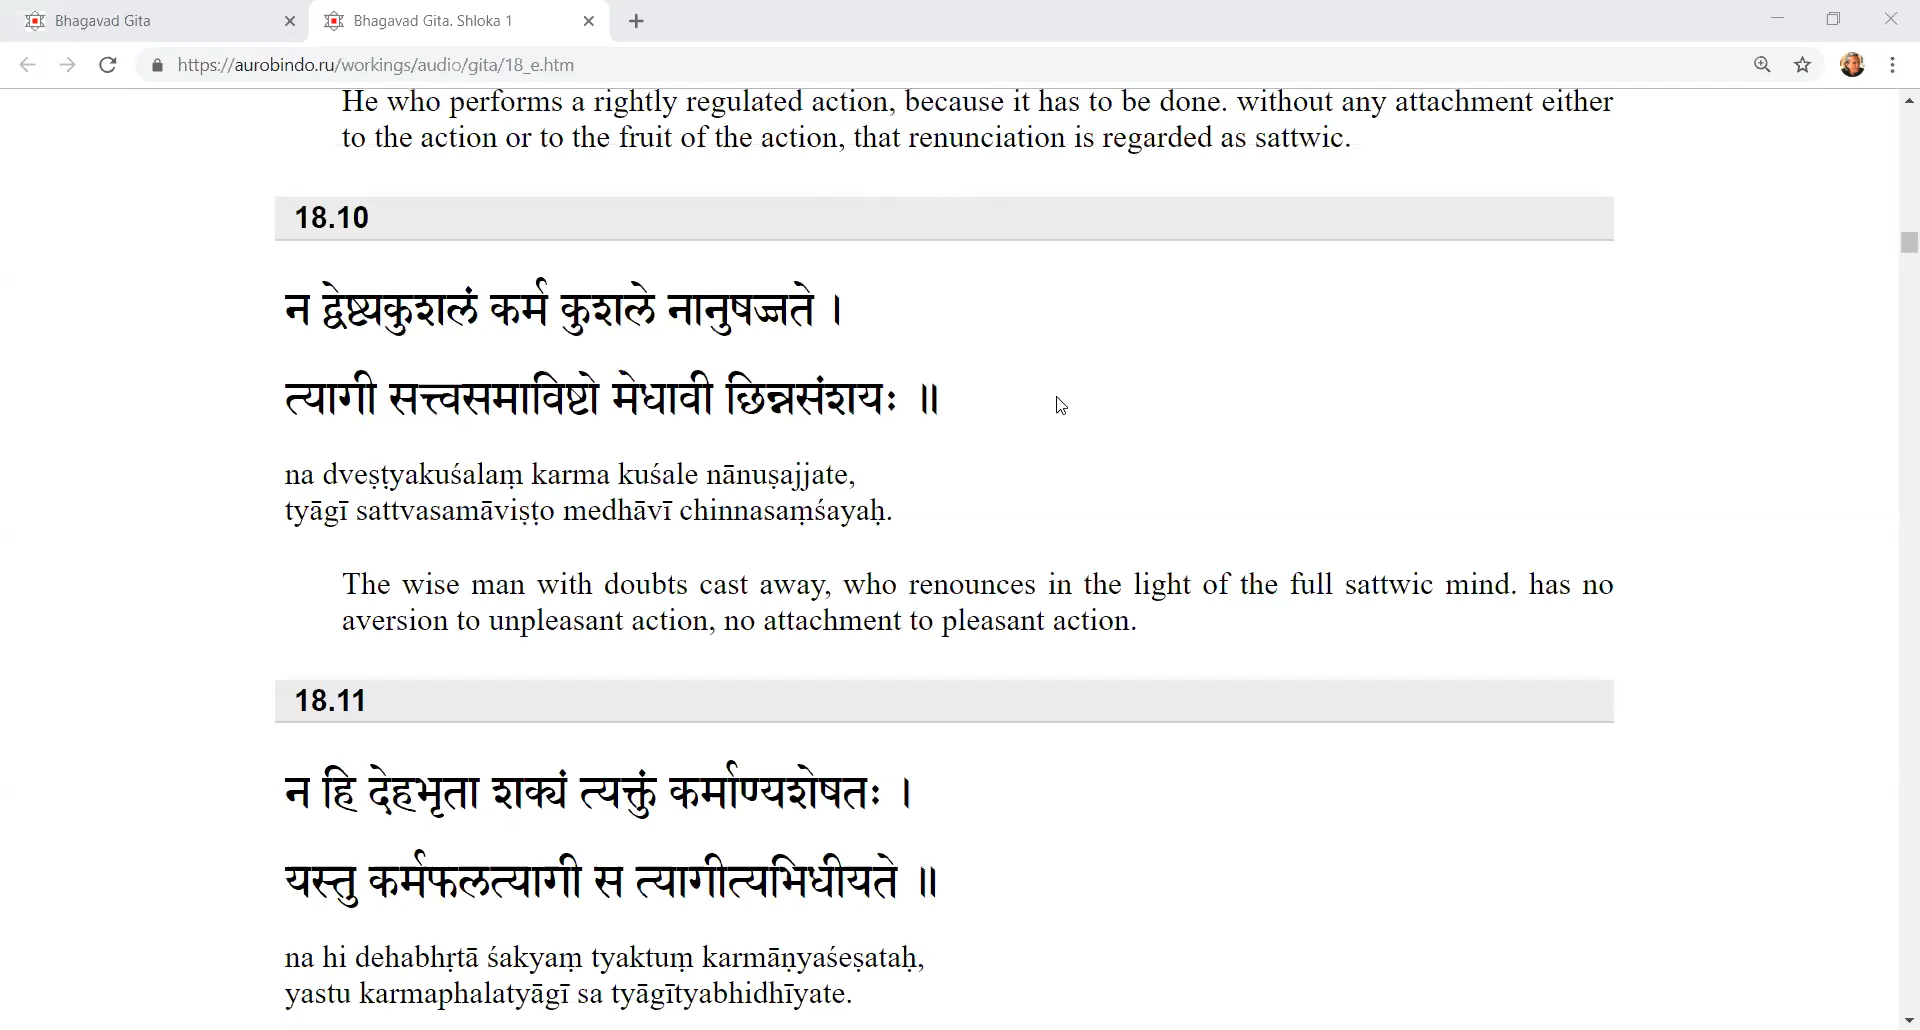 Bhagavad Gita
Bhagavad Gita. Shloka 1
https://aurobindo.ru/workings/audio/gita/18_e.htm
He who performs a rightly regulated action, because it has to be done. without any attachment either
to the action or to the fruit of the action, that renunciation is regarded as sattwic.
18.10
न द्वेष्ट्यकुशलं कर्म कुशले नानुषज्जते ।
त्यागी सत्त्वसमाविष्टो मेधावी छिन्नसंशयः ॥
na dveṣṭyakuśalaṃ karma kuśale nānuṣajjate,
tyāgī sattvasamāviṣṭo medhāvī chinnasaṃśayaḥ.
The wise man with doubts cast away, who renounces in the light of the full sattwic mind. has no
aversion to unpleasant action, no attachment to pleasant action.
18.11
न हि देहभृता शक्यं त्यक्तुं कर्माण्यशेषतः ।
यस्तु कर्मफलत्यागी स त्यागीत्यभिधीयते ॥
na hi dehabhṛtā śakyaṃ tyaktuṃ karmāṇyaśeṣataḥ,
yastu karmaphalatyāgī sa tyāgītyabhidhīyate.